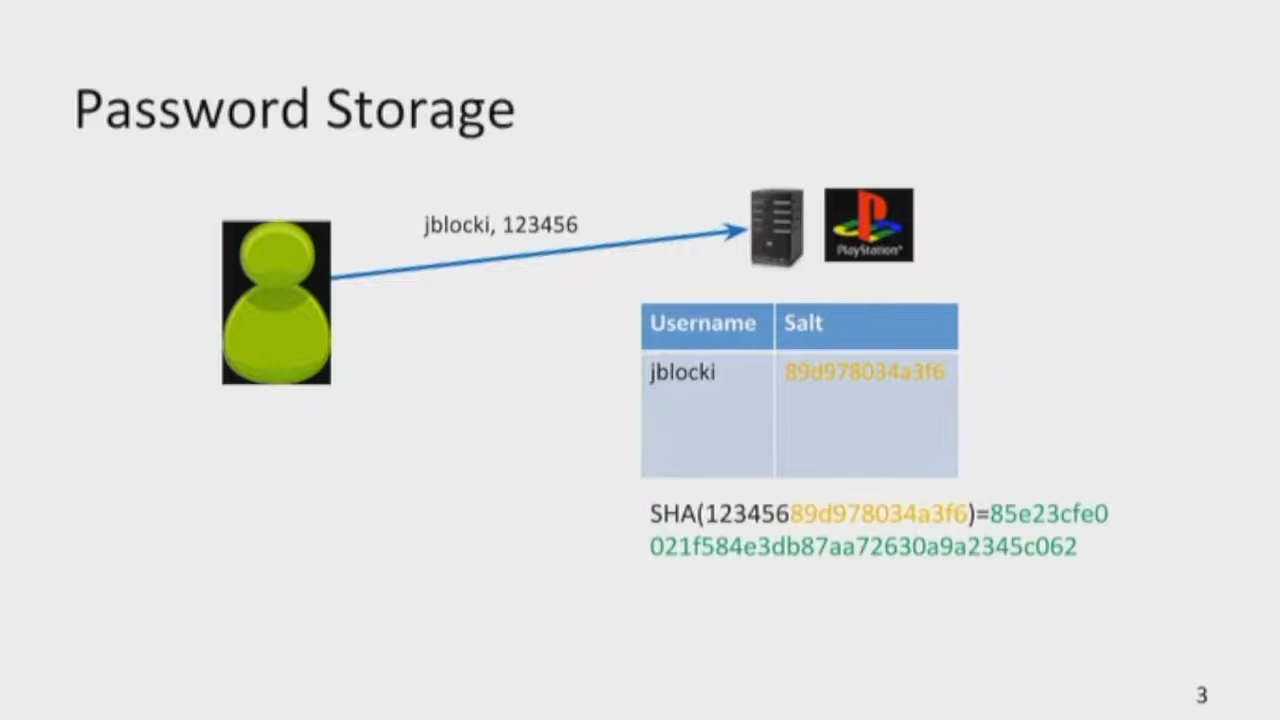 Password Storage
jblocki, 123456
PlayStation
Username Salt
jblocki 89d978034a3f6
SHA(12345689d978034a3f6)=85e23cfe0
021f584e3db87aa72630a9a2345c062
3